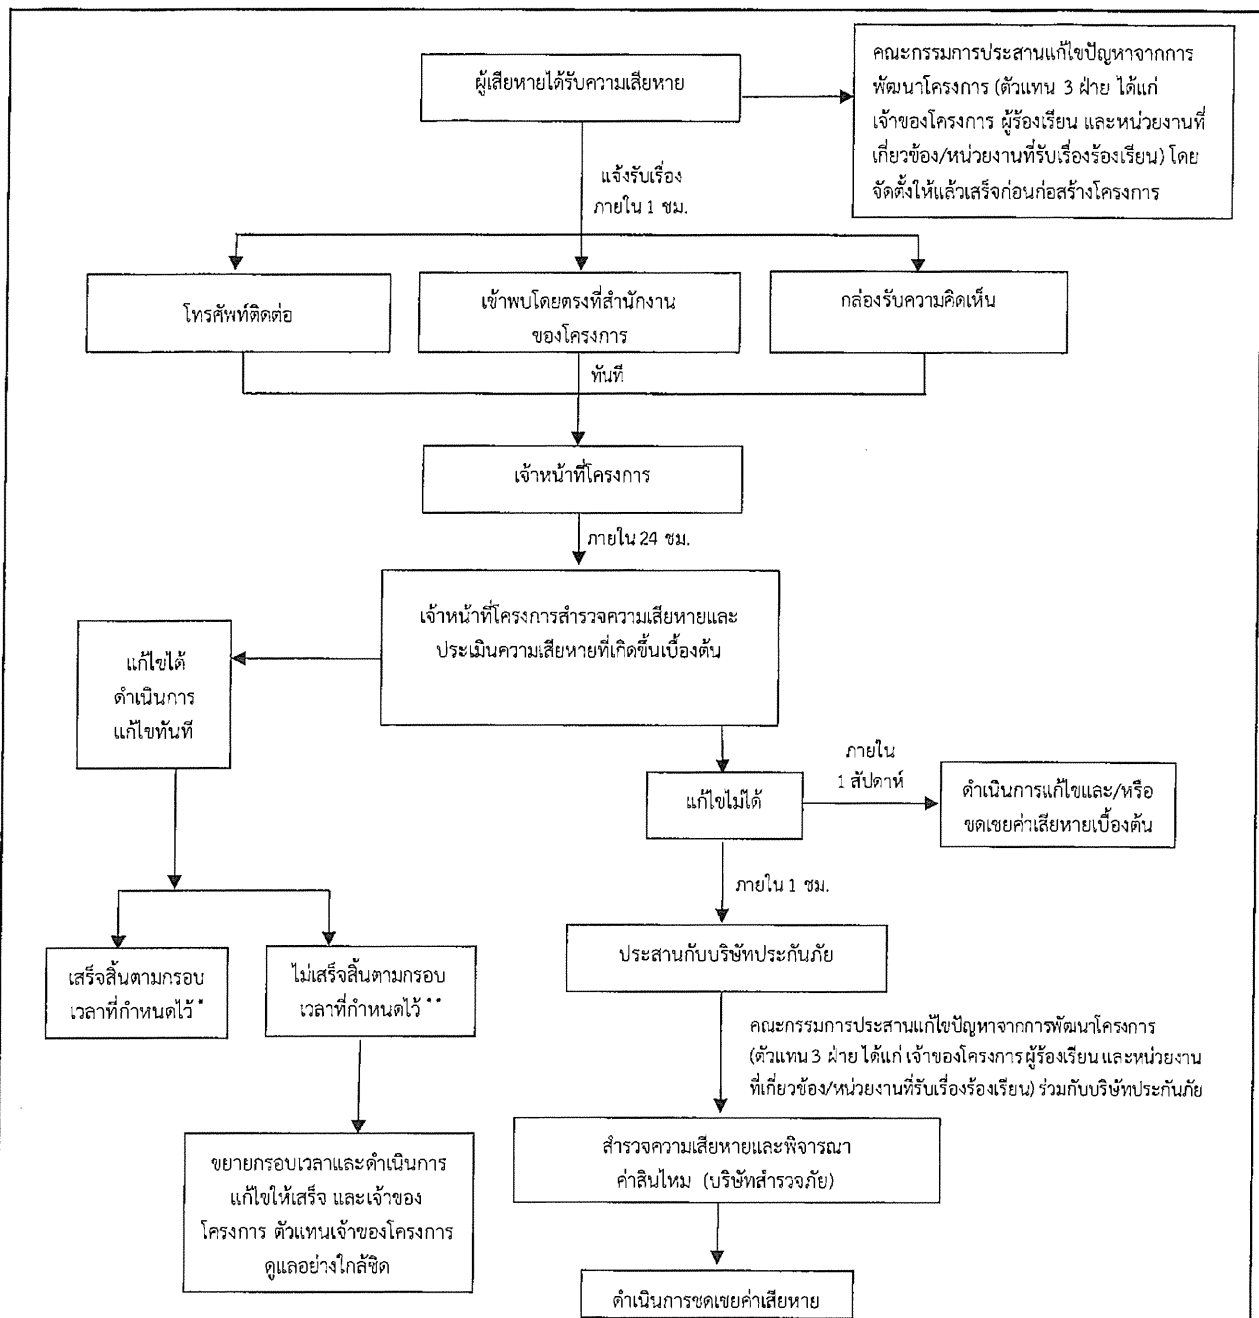 ผู้เสียหายได้รับความเสียหาย
คณะกรรมการประสานแก้ไขปัญหาจากการ
พัฒนาโครงการ (ตัวแทน 3 ฝ่าย ได้แก่
เจ้าของโครงการ ผู้ร้องเรียน และหน่วยงานที่
เกี่ยวข้อง/หน่วยงานที่รับเรื่องร้องเรียน) โดย
จัดตั้งให้แล้วเสร็จก่อนก่อสร้างโครงการ
แจ้งรับเรื่อง
ภายใน 1 ชม.
โทรศัพท์ติดต่อ
เข้าพบโดยตรงที่สำนักงาน
ของโครงการ
กล่องรับความคิดเห็น
ทันที
เจ้าหน้าที่โครงการ
ภายใน 24 ชม.
เจ้าหน้าที่โครงการสำรวจความเสียหายและ
ประเมินความเสียหายที่เกิดขึ้นเบื้องต้น
แก้ไขได้
ดำเนินการ
แก้ไขทันที
แก้ไขไม่ได้
ภายใน
1 สัปดาห์
ดำเนินการแก้ไขและ/หรือ
ชดเชยค่าเสียหายเบื้องต้น
ภายใน 1 ชม.
เสร็จสิ้นตามกรอบ
เวลาที่กำหนดไว้ *
ไม่เสร็จสิ้นตามกรอบ
เวลาที่กำหนดไว้ **
ประสานกับบริษัทประกันภัย
คณะกรรมการประสานแก้ไขปัญหาจากการพัฒนาโครงการ
(ตัวแทน 3 ฝ่าย ได้แก่ เจ้าของโครงการ ผู้ร้องเรียน และหน่วยงาน
ที่เกี่ยวข้อง/หน่วยงานที่รับเรื่องร้องเรียน) ร่วมกับบริษัทประกันภัย
ขยายกรอบเวลาและดำเนินการ
แก้ไขให้เสร็จ และเจ้าของ
โครงการ ตัวแทนเจ้าของโครงการ
ดูแลอย่างใกล้ชิด
สำรวจความเสียหายและพิจารณา
ค่าสินไหม (บริษัทสำรวจภัย)
ดำเนินการชดเชยค่าเสียหาย